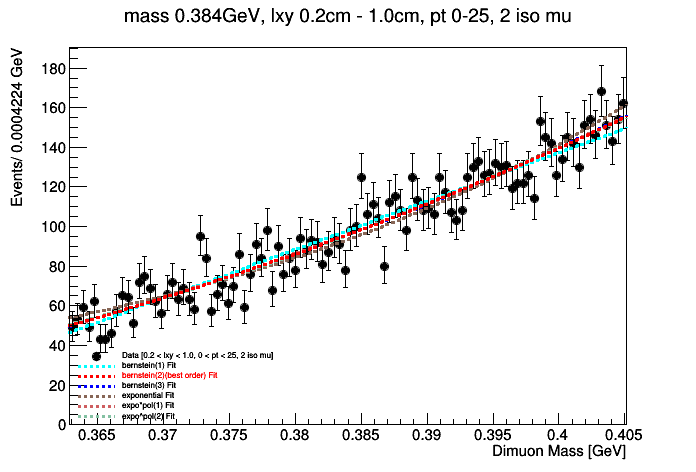 mass 0.384GeV, lxy 0.2cm - 1.0cm, pt 0-25, 2 iso mu
Events/ 0.0004224 GeV
180
160
140
120
100
80
60
40
20
0
Data [0.2 < lxy < 1.0, 0 < pt < 25, 2 iso mu]
bernstein(1) Fit
bernstein(2)(best order) Fit
bernstein(3) Fit
exponential Fit
expo*pol(1) Fit
expo*pol(2) Fit
0.365 0.37 0.375 0.38 0.385 0.39 0.395 0.4 0.405
Dimuon Mass [GeV]